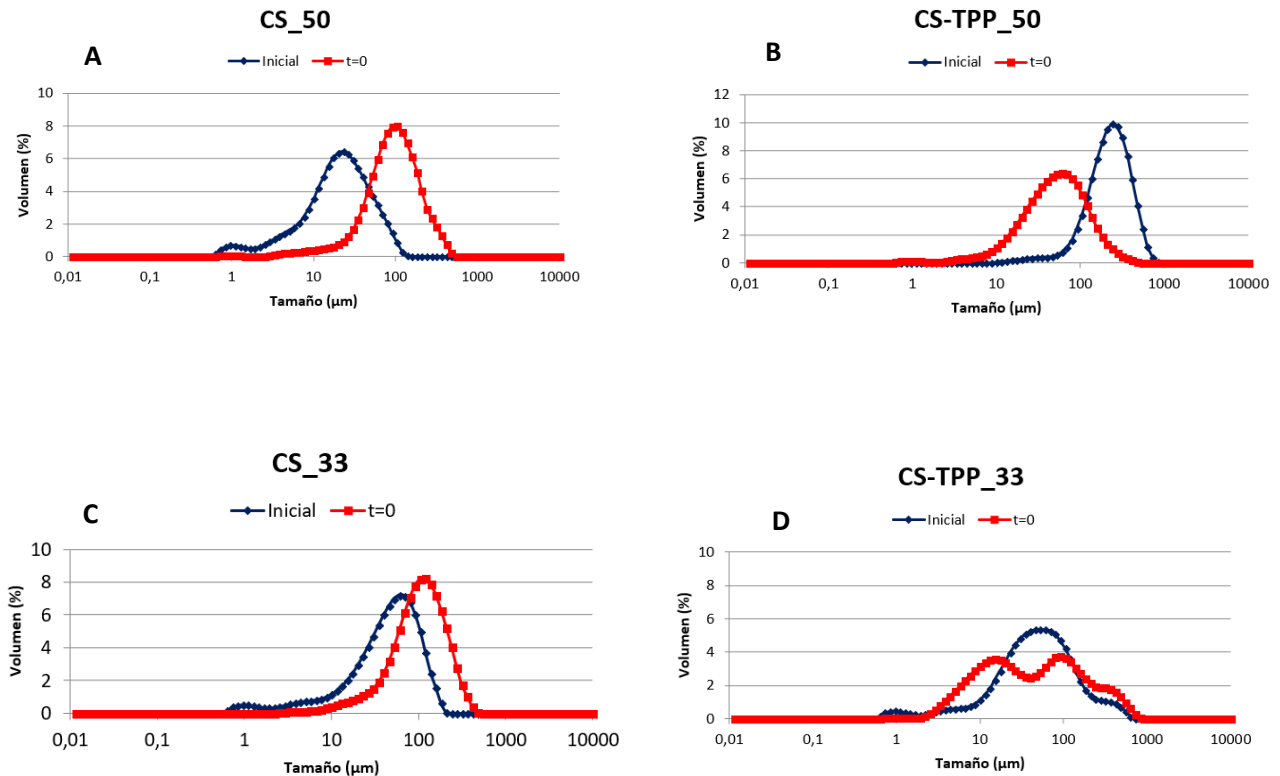 CS_50
A
Inicial t=0
Volumen (%)
10
8
6
4
2
0
0,01 0,1 1 10 100 1000 10000
Tamaño (µm)
CS-TPP_50
B
Inicial t=0
Volumen (%)
12
10
8
6
4
2
0
0,01 0,1 1 10 100 1000 10000
Tamaño (µm)
CS_33
C
Inicial t=0
Volumen (%)
10
8
6
4
2
0
0,01 0,1 1 10 100 1000 10000
Tamaño (µm)
CS-TPP_33
D
Inicial t=0
Volumen (%)
10
8
6
4
2
0
0,01 0,1 1 10 100 1000 10000
Tamaño (µm)